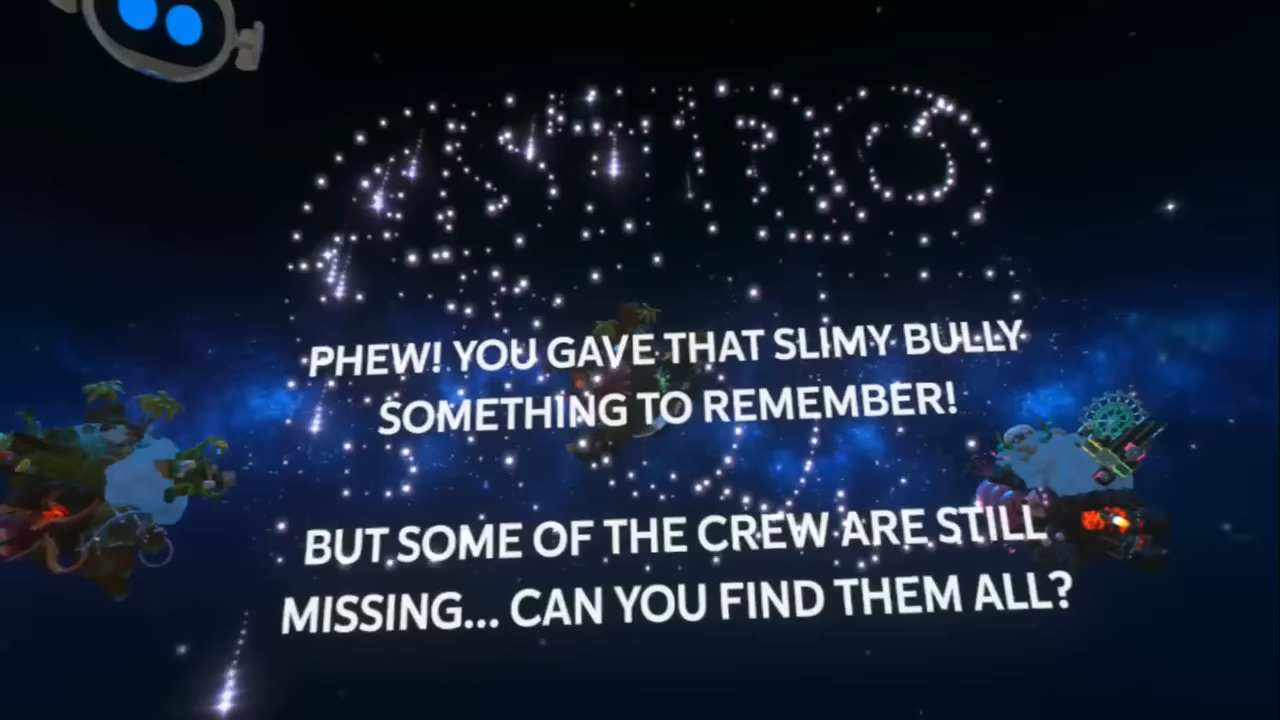 ASTRO
PHEW! YOU GAVE THAT SLIMY BULLY
SOMETHING TO REMEMBER!
BUT SOME OF THE CREW ARE STILL
MISSING... CAN YOU FIND THEM ALL?